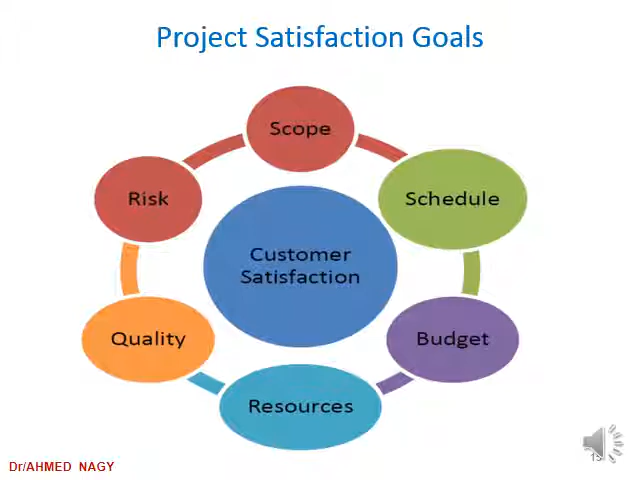 Project Satisfaction Goals
Scope
Risk
Schedule
Customer
Satisfaction
Quality
Budget
Resources
Dr/AHMED NAGY